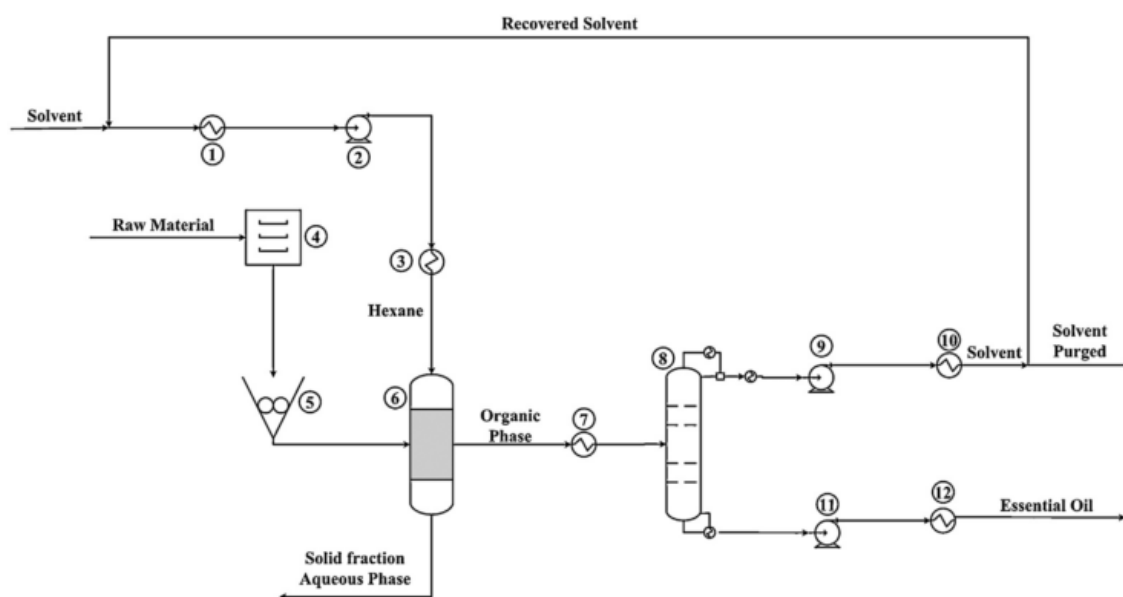 Recovered Solvent
Solvent
1
2
Raw Material
4
3
Hexane
5
6
Organic
Phase
7
8
9
10
Solvent
Solvent
Purged
11
12
Essential Oil
Solid fraction
Aqueous Phase